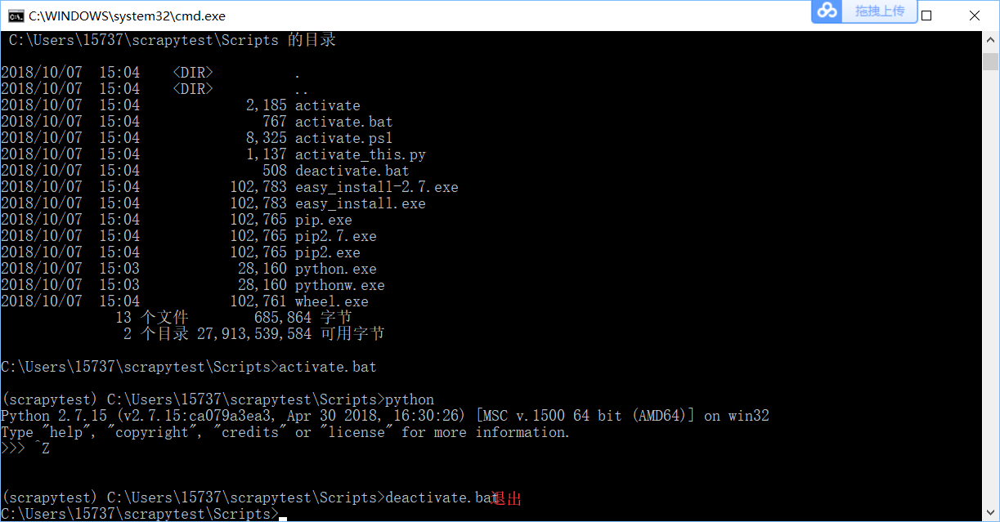 C:\WINDOWS\system32\cmd.exe
拖拽上传
C:\Users\15737\scrapytest\Scripts 的目录
2018/10/07  15:04    <DIR>          .
2018/10/07  15:04    <DIR>          ..
2018/10/07  15:04             2,185 activate
2018/10/07  15:04               767 activate.bat
2018/10/07  15:04             8,325 activate.ps1
2018/10/07  15:04             1,137 activate_this.py
2018/10/07  15:04               508 deactivate.bat
2018/10/07  15:04           102,783 easy_install-2.7.exe
2018/10/07  15:04           102,783 easy_install.exe
2018/10/07  15:04           102,765 pip.exe
2018/10/07  15:04           102,765 pip2.7.exe
2018/10/07  15:04           102,765 pip2.exe
2018/10/07  15:03            28,160 python.exe
2018/10/07  15:03            28,160 pythonw.exe
2018/10/07  15:04           102,761 wheel.exe
13 个文件        685,864 字节
2 个目录 27,913,539,584 可用字节
C:\Users\15737\scrapytest\Scripts>activate.bat
(scrapytest) C:\Users\15737\scrapytest\Scripts>python
Python 2.7.15 (v2.7.15:ca079a3ea3, Apr 30 2018, 16:30:26) [MSC v.1500 64 bit (AMD64)] on win32
Type "help", "copyright", "credits" or "license" for more information.
>>> ^Z
(scrapytest) C:\Users\15737\scrapytest\Scripts>deactivate.bat退出
C:\Users\15737\scrapytest\Scripts>